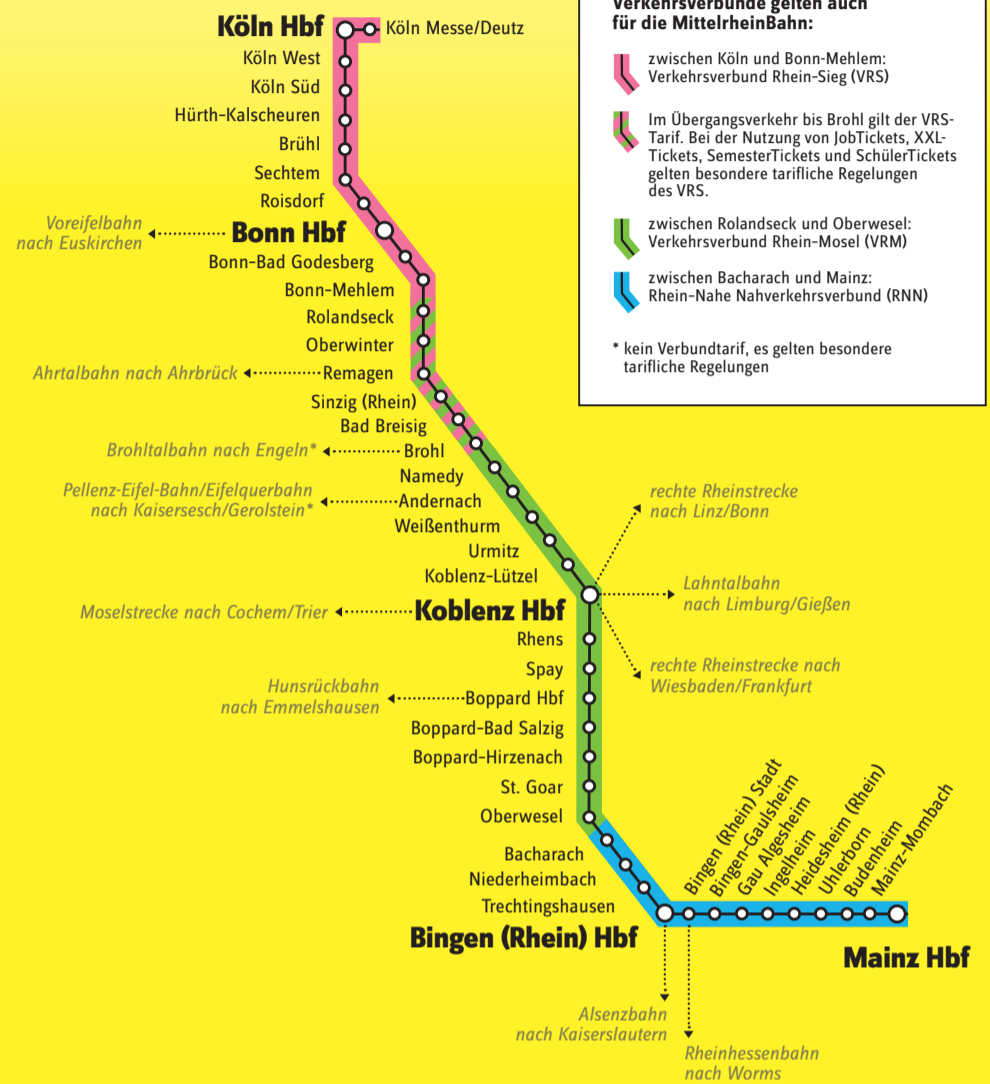 Verkehrsverbünde gelten auch
für die MittelrheinBahn:
zwischen Köln und Bonn-Mehlem:
Verkehrsverbund Rhein-Sieg (VRS)
Im Übergangsverkehr bis Brohl gilt der VRS-
Tarif. Bei der Nutzung von JobTickets, XXL-
Tickets, SemesterTickets und SchülerTickets
gelten besondere tarifliche Regelungen
des VRS.
zwischen Rolandseck und Oberwesel:
Verkehrsverbund Rhein-Mosel (VRM)
zwischen Bacharach und Mainz:
Rhein-Nahe Nahverkehrsverbund (RNN)
* kein Verbundtarif, es gelten besondere
tarifliche Regelungen
Köln Hbf
Köln Messe/Deutz
Köln West
Köln Süd
Hürth-Kalscheuren
Brühl
Sechtem
Roisdorf
Voreifelbahn
nach Euskirchen
Bonn Hbf
Bonn-Bad Godesberg
Bonn-Mehlem
Rolandseck
Oberwinter
Ahrtalbahn nach Ahrbrück
Remagen
Sinzig (Rhein)
Bad Breisig
Brohltalbahn nach Engeln*
Brohl
Namedy
Pellenz-Eifel-Bahn/Eifelquerbahn
nach Kaisersesch/Gerolstein*
Andernach
Weißenthurm
Urmitz
Koblenz-Lützel
rechte Rheinstrecke
nach Linz/Bonn
Lahntalbahn
nach Limburg/Gießen
Moselstrecke nach Cochem/Trier
Koblenz Hbf
rechte Rheinstrecke nach
Wiesbaden/Frankfurt
Rhens
Spay
Hunsrückbahn
nach Emmelshausen
Boppard Hbf
Boppard-Bad Salzig
Boppard-Hirzenach
St. Goar
Oberwesel
Bacharach
Niederheimbach
Trechtingshausen
Bingen (Rhein) Hbf
Bingen (Rhein) Stadt
Bingen-Gaulsheim
Gau Algesheim
Ingelheim
Heidesheim (Rhein)
Uhlerborn
Budenheim
Mainz-Mombach
Mainz Hbf
Alsenzbahn
nach Kaiserslautern
Rheinhessenbahn
nach Worms